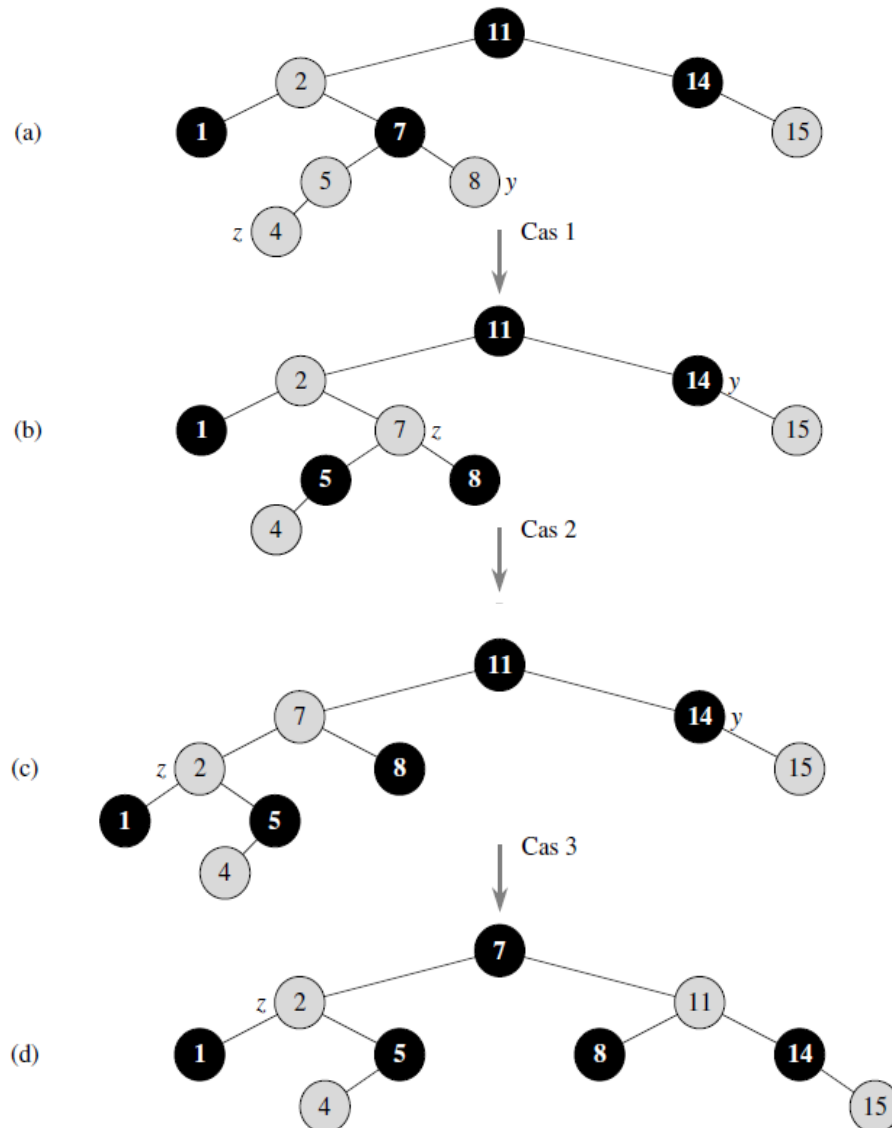 11
2 14
(a) 1 7 15
5 8 y
z 4
Cas 1
11
2 14 y
(b) 1 7 z 15
5 8
4
Cas 2
11
7 14 y
(c) z 2 8 15
1 5
4
Cas 3
7
z 2 11
(d) 1 5 8 14
4 15